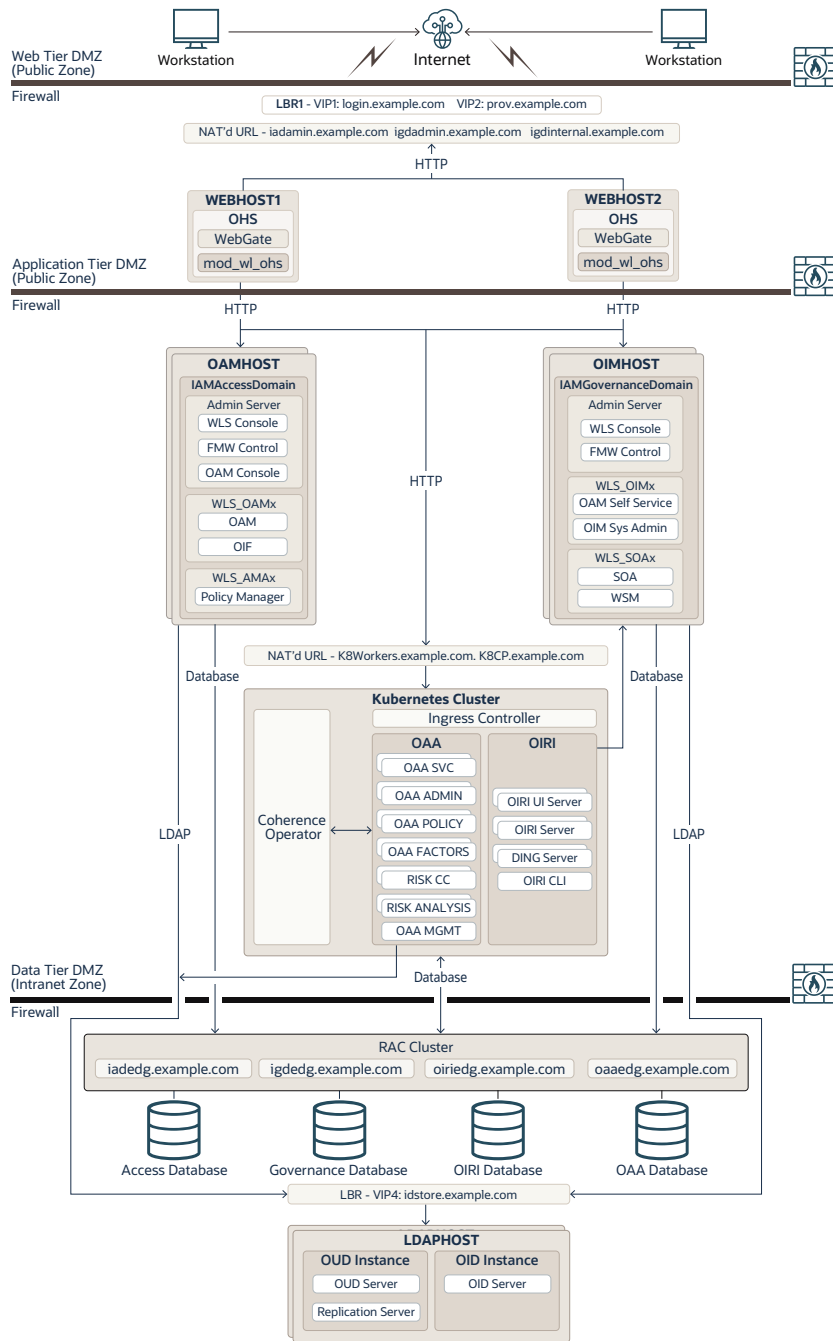 Workstation
Internet
Workstation
Web Tier DMZ
(Public Zone)
Firewall
LBR1 - VIP1: login.example.com VIP2: prov.example.com
NAT'd URL - iadamin.example.com igdadmin.example.com igdinternal.example.com
HTTP
WEBHOST1
OHS
WebGate
mod_wl_ohs
WEBHOST2
OHS
WebGate
mod_wl_ohs
Application Tier DMZ
(Public Zone)
Firewall
HTTP
HTTP
OAMHOST
IAMAccessDomain
Admin Server
WLS Console
FMW Control
OAM Console
WLS_OAMx
OAM
OIF
WLS_AMAx
Policy Manager
HTTP
OIMHOST
IAMGovernanceDomain
Admin Server
WLS Console
FMW Control
WLS_OIMx
OAM Self Service
OIM Sys Admin
WLS_SOAx
SOA
WSM
NAT'd URL - K8Workers.example.com. K8CP.example.com
Database
Database
Kubernetes Cluster
Ingress Controller
Coherence
Operator
OAA
OAA SVC
OAA ADMIN
OAA POLICY
OAA FACTORS
RISK CC
RISK ANALYSIS
OAA MGMT
OIRI
OIRI UI Server
OIRI Server
DING Server
OIRI CLI
LDAP
LDAP
Data Tier DMZ
(Intranet Zone)
Firewall
Database
RAC Cluster
iadedg.example.com
igdedg.example.com
oiriedg.example.com
oaaedg.example.com
Access Database
Governance Database
OIRI Database
OAA Database
LBR - VIP4: idstore.example.com
LDAPHOST
OUD Instance
OUD Server
Replication Server
OID Instance
OID Server